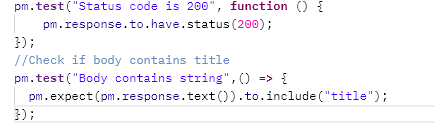 pm.test("Status code is 200", function () {
    pm.response.to.have.status(200);
});
//Check if body contains title
pm.test("Body contains string",() => {
  pm.expect(pm.response.text()).to.include("title");
});